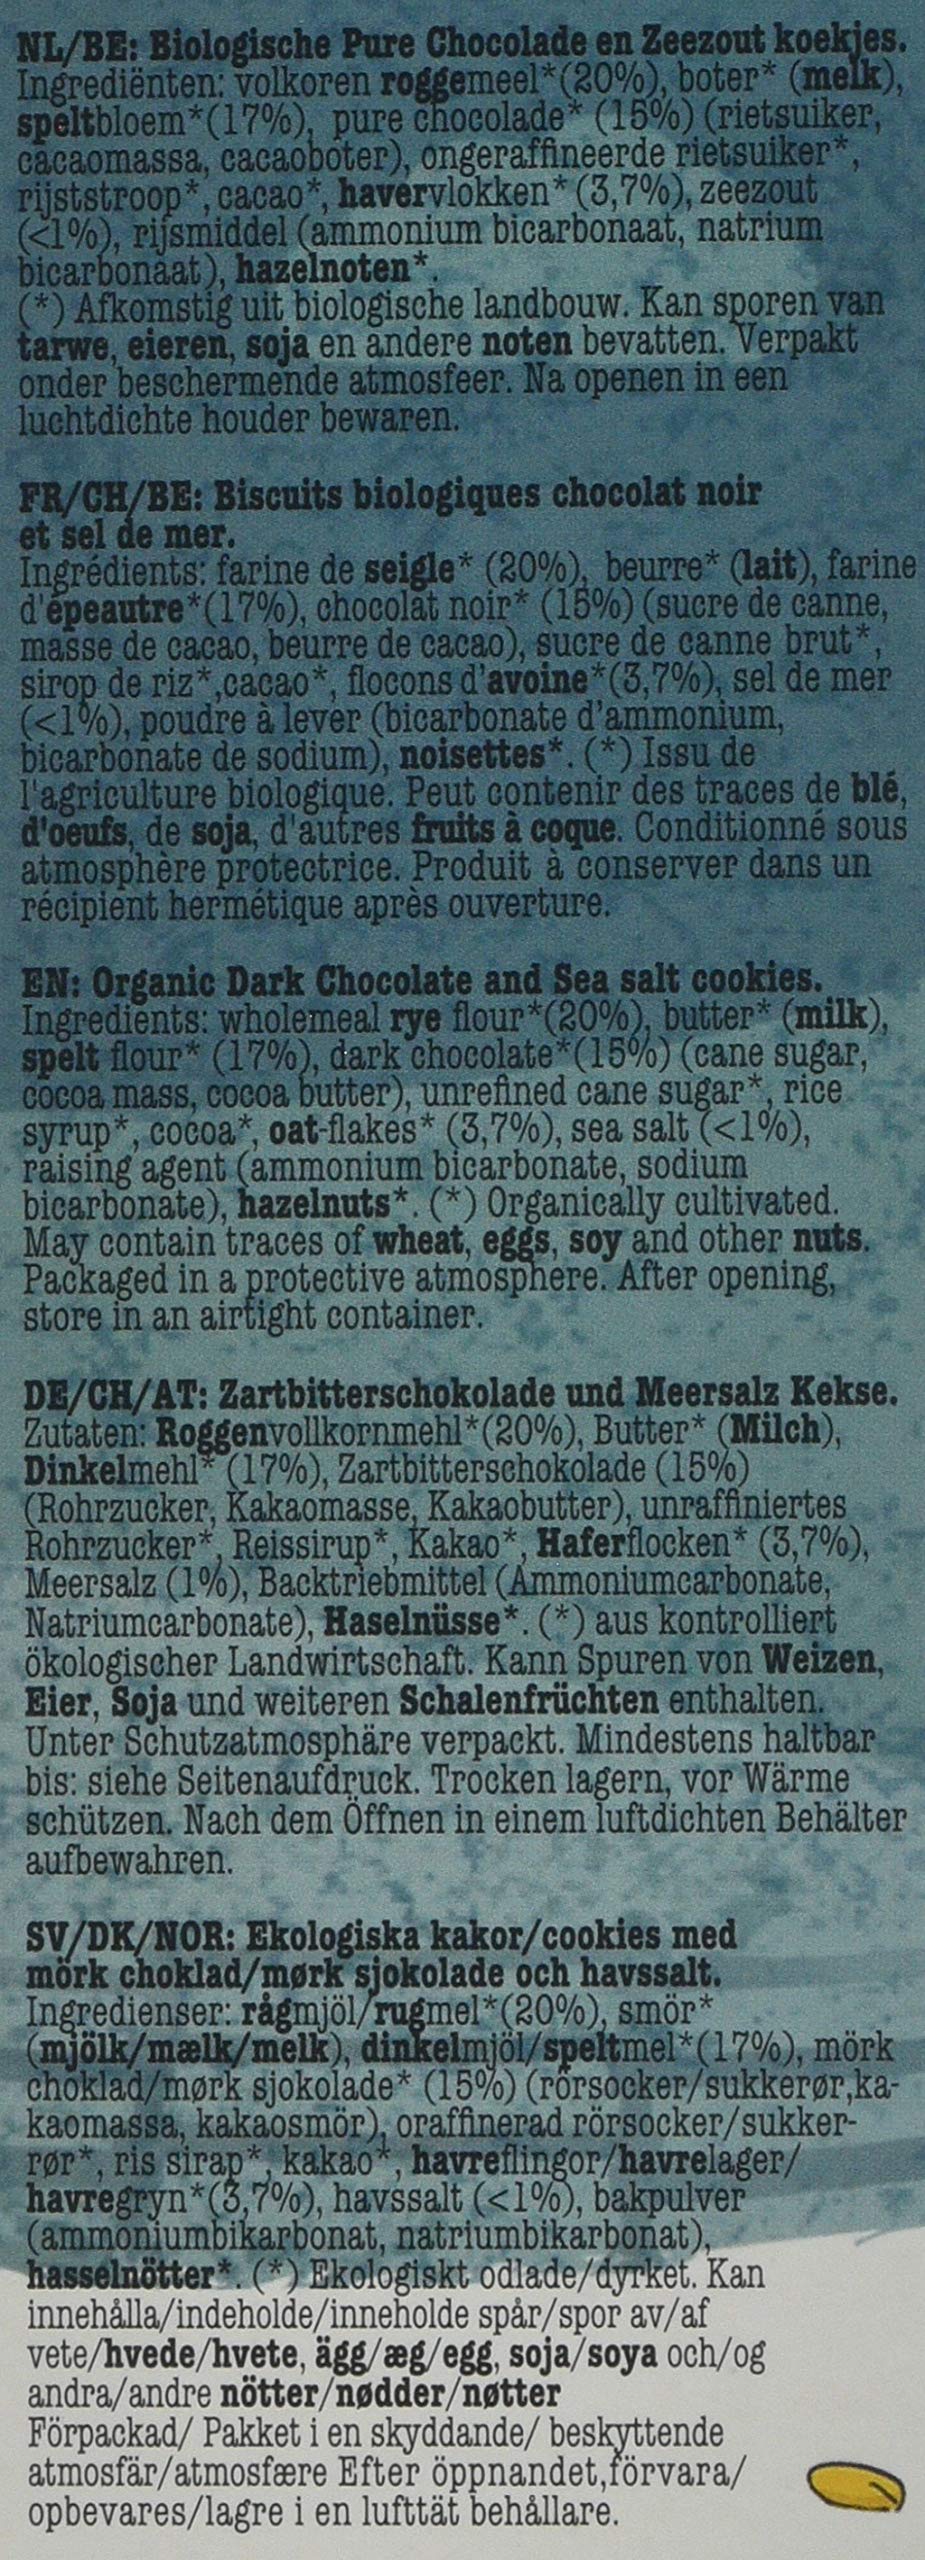 NL/BE: Biologische Pure Chocolade en Zeezout koekjes.
Ingrediënten: volkoren roggemeel*(20%), boter* (melk),
speltbloem*(17%), pure chocolade* (15%) (rietsuiker,
cacaomassa, cacaoboter), ongeraffineerde rietsuiker*,
rijststroop*, cacao*, havervlokken* (3,7%), zeezout
(<1%), rijsmiddel (ammonium bicarbonaat, natrium
bicarbonaat), hazelnoten*.
(*) Afkomstig uit biologische landbouw. Kan sporen van
tarwe, eieren, soja en andere noten bevatten. Verpakt
onder beschermende atmosfeer. Na openen in een
luchtdichte houder bewaren.
FR/CH/BE: Biscuits biologiques chocolat noir
et sel de mer.
Ingrédients: farine de seigle* (20%), beurre* (lait), farine
d'épeautre*(17%), chocolat noir* (15%) (sucre de canne,
masse de cacao, beurre de cacao), sucre de canne brut*,
sirop de riz*,cacao*, flocons d'avoine*(3,7%), sel de mer
(<1%), poudre à lever (bicarbonate d'ammonium,
bicarbonate de sodium), noisettes*. (*) Issu de
l'agriculture biologique. Peut contenir des traces de blé,
d'oeufs, de soja, d'autres fruits à coque. Conditionné sous
atmosphère protectrice. Produit à conserver dans un
récipient hermétique après ouverture.
EN: Organic Dark Chocolate and Sea salt cookies.
Ingredients: wholemeal rye flour*(20%), butter* (milk),
spelt flour* (17%), dark chocolate*(15%) (cane sugar,
cocoa mass, cocoa butter), unrefined cane sugar*, rice
syrup*, cocoa*, oat-flakes* (3,7%), sea salt (<1%),
raising agent (ammonium bicarbonate, sodium
bicarbonate), hazelnuts*. (*) Organically cultivated.
May contain traces of wheat, eggs, soy and other nuts.
Packaged in a protective atmosphere. After opening,
store in an airtight container.
DE/CH/AT: Zartbitterschokolade und Meersalz Kekse.
Zutaten: Roggenvollkornmehl*(20%), Butter* (Milch),
Dinkelmehl* (17%), Zartbitterschokolade (15%)
(Rohrzucker, Kakaomasse, Kakaobutter), unraffiniertes
Rohrzucker*, Reissirup*, Kakao*, Haferflocken* (3,7%),
Meersalz (1%), Backtriebmittel (Ammoniumcarbonate,
Natriumcarbonate), Haselnüsse*. (*) aus kontrolliert
ökologischer Landwirtschaft. Kann Spuren von Weizen,
Eier, Soja und weiteren Schalenfrüchten enthalten.
Unter Schutzatmosphäre verpackt. Mindestens haltbar
bis: siehe Seitenaufdruck. Trocken lagern, vor Wärme
schützen. Nach dem Öffnen in einem luftdichten Behälter
aufbewahren.
SV/DK/NOR: Ekologiska kakor/cookies med
mörk choklad/mørk sjokolade och havssalt.
Ingredienser: rågmjöl/rugmel*(20%), smör*
(mjölk/mælk/melk), dinkelmjöl/speltmel*(17%), mörk
choklad/mørk sjokolade* (15%) (rörsocker/sukkerør,ka-
kaomassa, kakaosmör), oraffinerad rörsocker/sukker-
rør*, ris sirap*, kakao*, havreflingor/havrelager/
havregryn*(3,7%), havssalt (<1%), bakpulver
(ammoniumbikarbonat, natriumbikarbonat),
hasselnötter*. (*) Ekologiskt odlade/dyrket. Kan
innehålla/indeholde/inneholde spår/spor av/af
vete/hvede/hvete, ägg/æg/egg, soja/soya och/og
andra/andre nötter/nødder/nøtter
Förpackad/ Pakket i en skyddande/ beskyttende
atmosfär/atmosfære Efter öppnandet,förvara/
opbevares/lagre i en lufttät behållare.